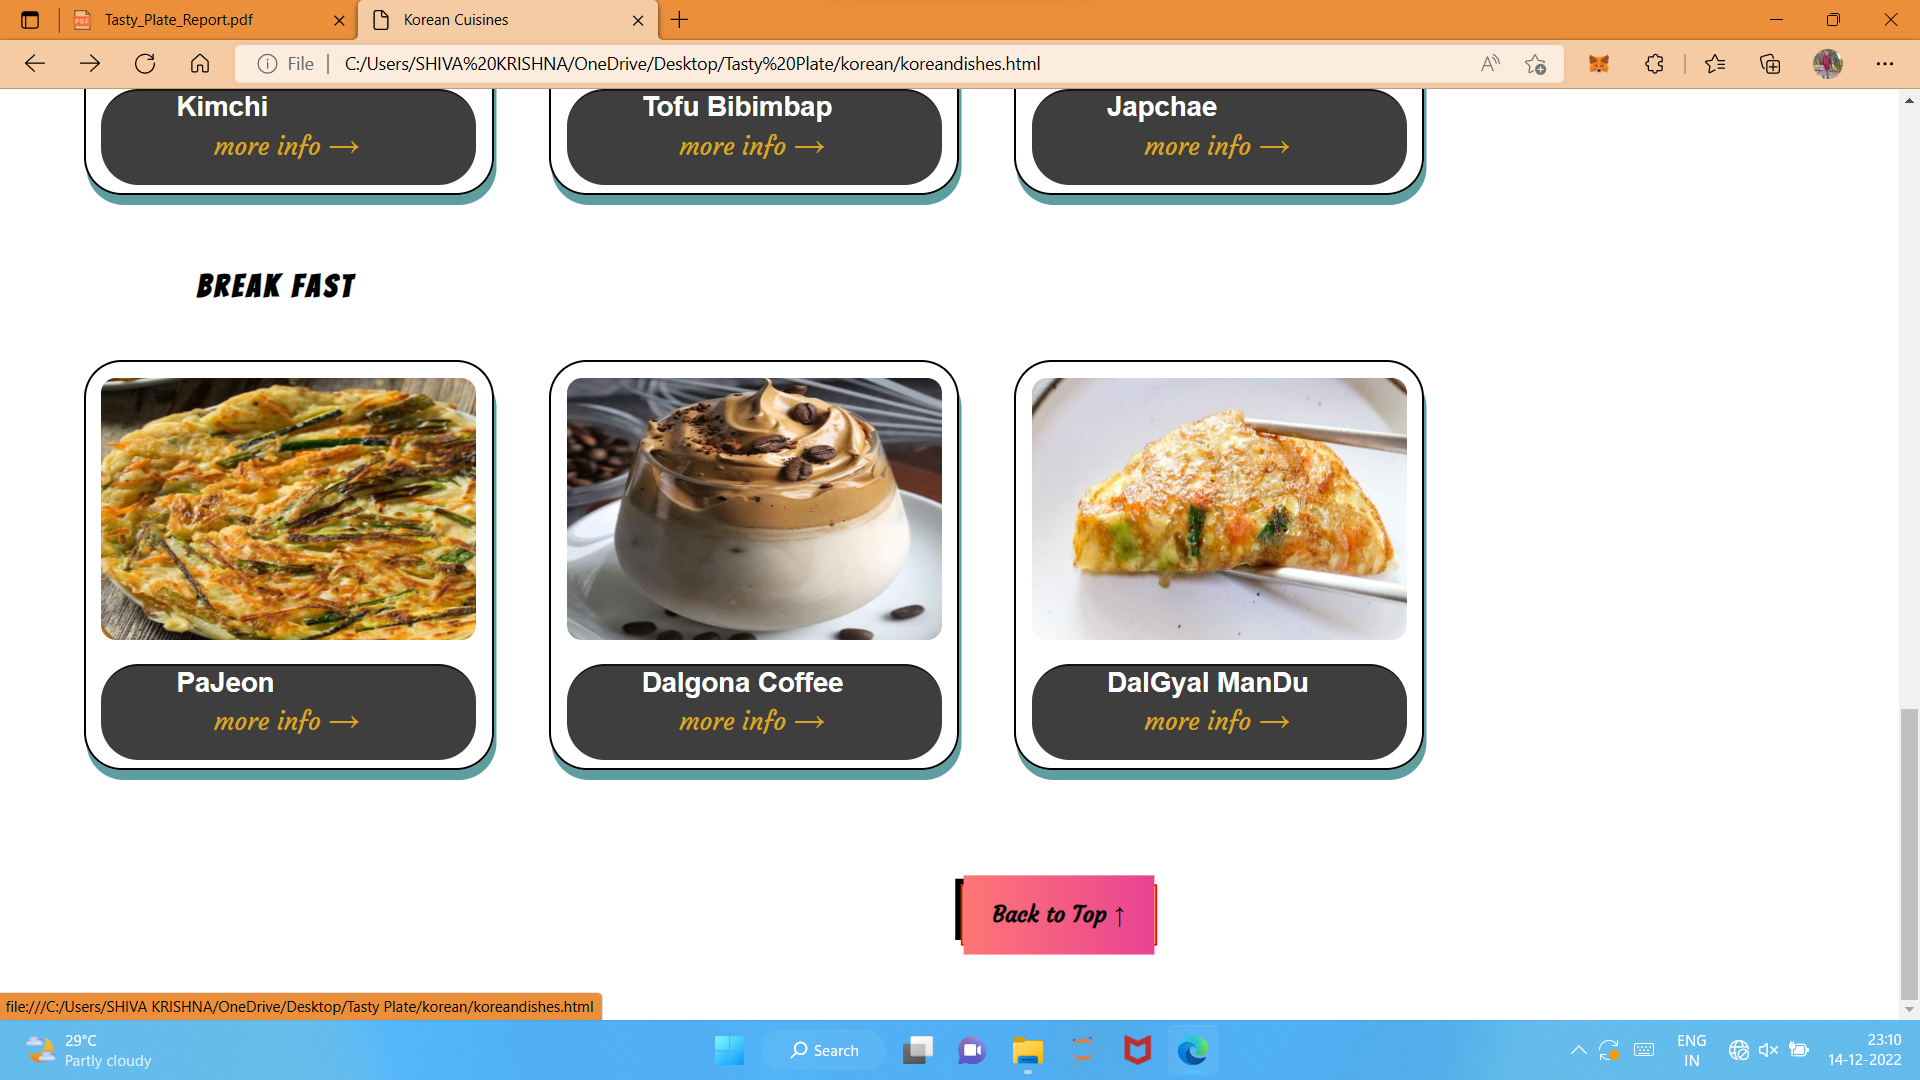 Tasty_Plate_Report.pdf
Korean Cuisines
File
C:/Users/SHIVA%20KRISHNA/OneDrive/Desktop/Tasty%20Plate/korean/koreandishes.html
Kimchi
more info →
Tofu Bibimbap
more info →
Japchae
more info →
BREAK FAST
PaJeon
more info →
Dalgona Coffee
more info →
DalGyal ManDu
more info →
Back to Top ↑
file:///C:/Users/SHIVA KRISHNA/OneDrive/Desktop/Tasty Plate/korean/koreandishes.html
29°C
Partly cloudy
Search
ENG
IN
23:10
14-12-2022